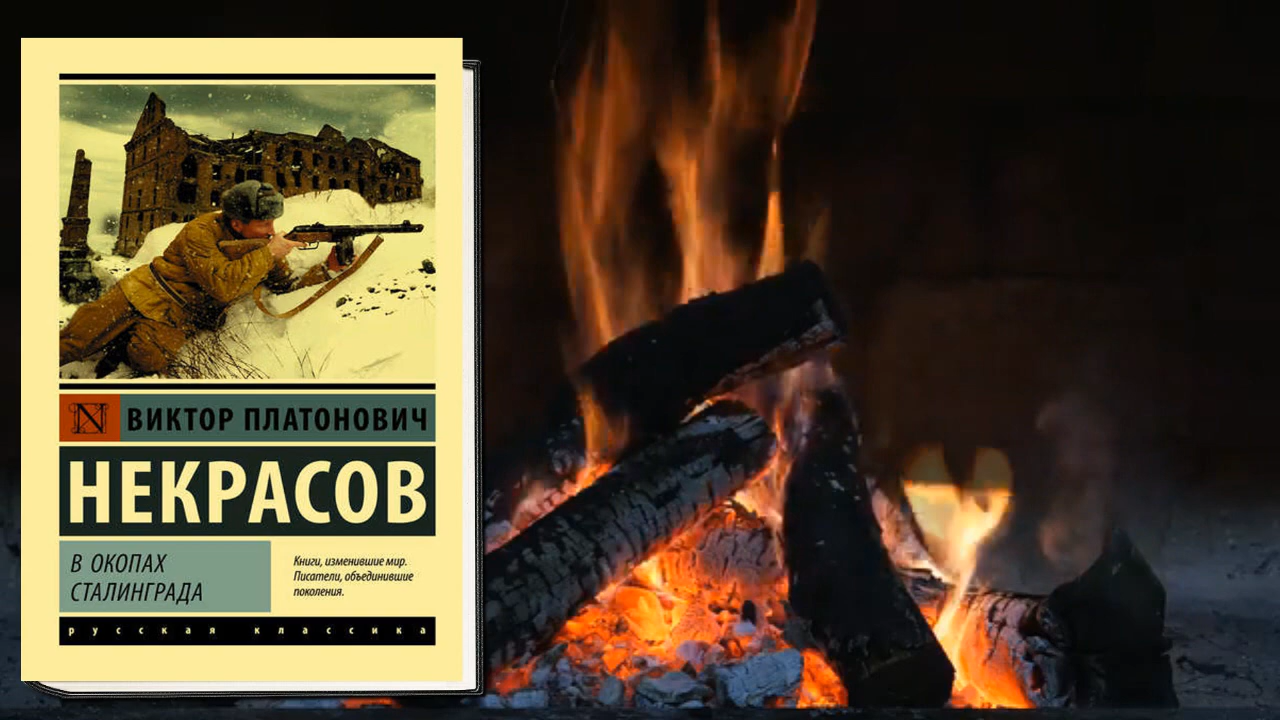 N
ВИКТОР ПЛАТОНОВИЧ
НЕКРАСОВ
В ОКОПАХ
СТАЛИНГРАДА
Книги, изменившие мир.
Писатели, объединившие
поколения.
русская классика